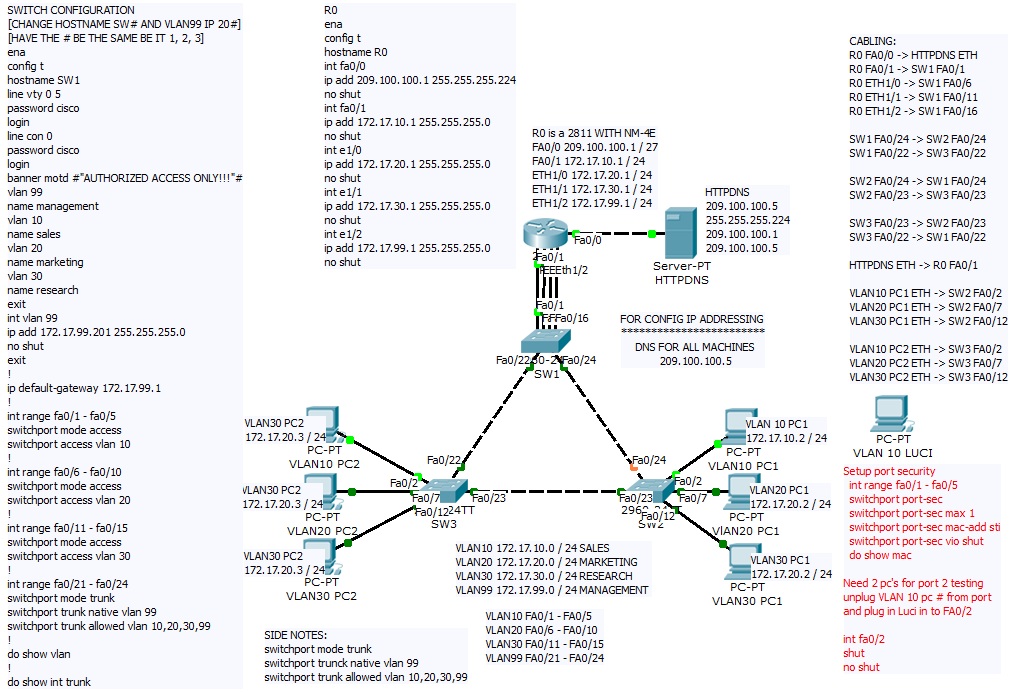 SWITCH CONFIGURATION
[CHANGE HOSTNAME SW# AND VLAN99 IP 20#]
[HAVE THE # BE THE SAME BE IT 1, 2, 3]
ena
config t
hostname SW1
line vty 0 5
password cisco
login
line con 0
password cisco
login
banner motd #"AUTHORIZED ACCESS ONLY!!!"#
vlan 99
name management
vlan 10
name sales
vlan 20
name marketing
vlan 30
name research
exit
int vlan 99
ip add 172.17.99.201 255.255.255.0
no shut
exit
!
ip default-gateway 172.17.99.1
!
int range fa0/1 - fa0/5
switchport mode access
switchport access vlan 10
!
int range fa0/6 - fa0/10
switchport mode access
switchport access vlan 20
!
int range fa0/11 - fa0/15
switchport mode access
switchport access vlan 30
!
int range fa0/21 - fa0/24
switchport mode trunk
switchport trunk native vlan 99
switchport trunk allowed vlan 10,20,30,99
!
do show vlan
!
do show int trunk
R0
ena
config t
hostname R0
int fa0/0
ip add 209.100.100.1 255.255.255.224
no shut
int fa0/1
ip add 172.17.10.1 255.255.255.0
no shut
int e1/0
ip add 172.17.20.1 255.255.255.0
no shut
int e1/1
ip add 172.17.30.1 255.255.255.0
no shut
int e1/2
ip add 172.17.99.1 255.255.255.0
no shut
R0 is a 2811 WITH NM-4E
FA0/0 209.100.100.1 / 27
FA0/1 172.17.10.1 / 24
ETH1/0 172.17.20.1 / 24
ETH1/1 172.17.30.1 / 24
ETH1/2 172.17.99.1 / 24
HTTPDNS
209.100.100.5
255.255.255.224
209.100.100.1
209.100.100.5
Fa0/0
Server-PT
HTTPDNS
Fa0/1
Eth1/2
Fa0/1
Fa0/16
FOR CONFIG IP ADDRESSING
************************
DNS FOR ALL MACHINES
209.100.100.5
Fa0/22
Fa0/24
SW1
VLAN30 PC2
172.17.20.3 / 24
PC-PT
VLAN10 PC2
VLAN30 PC2
172.17.20.3 / 24
PC-PT
VLAN20 PC2
VLAN30 PC2
172.17.20.3 / 24
PC-PT
VLAN30 PC2
Fa0/22
Fa0/2
Fa0/7
Fa0/12
Fa0/23
24TT
SW3
Fa0/24
Fa0/2
Fa0/23
Fa0/7
Fa0/12
SW2
VLAN 10 PC1
172.17.10.2 / 24
PC-PT
VLAN10 PC1
VLAN20 PC1
172.17.20.2 / 24
PC-PT
VlAN20 PC1
VLAN30 PC1
172.17.20.2 / 24
PC-PT
VLAN30 PC1
VLAN10 172.17.10.0 / 24 SALES
VLAN20 172.17.20.0 / 24 MARKETING
VLAN30 172.17.30.0 / 24 RESEARCH
VLAN99 172.17.99.0 / 24 MANAGEMENT
VLAN10 FA0/1 - FA0/5
VLAN20 FA0/6 - FA0/10
VLAN30 FA0/11 - FA0/15
VLAN99 FA0/21 - FA0/24
SIDE NOTES:
switchport mode trunk
switchport trunck native vlan 99
switchport trunk allowed vlan 10,20,30,99
CABLING:
R0 FA0/0 -> HTTPDNS ETH
R0 FA0/1 -> SW1 FA0/1
R0 ETH1/0 -> SW1 FA0/6
R0 ETH1/1 -> SW1 FA0/11
R0 ETH1/2 -> SW1 FA0/16
SW1 FA0/24 -> SW2 FA0/24
SW1 FA0/22 -> SW3 FA0/22
SW2 FA0/24 -> SW1 FA0/24
SW2 FA0/23 -> SW3 FA0/23
SW3 FA0/23 -> SW2 FA0/23
SW3 FA0/22 -> SW1 FA0/22
HTTPDNS ETH -> R0 FA0/1
VLAN10 PC1 ETH -> SW2 FA0/2
VLAN20 PC1 ETH -> SW2 FA0/7
VLAN30 PC1 ETH -> SW2 FA0/12
VLAN10 PC2 ETH -> SW3 FA0/2
VLAN20 PC2 ETH -> SW3 FA0/7
VLAN30 PC2 ETH -> SW3 FA0/12
PC-PT
VLAN 10 LUCI
Setup port security
int range fa0/1 - fa0/5
switchport port-sec
switchport port-sec max 1
switchport port-sec mac-add sti
switchport port-sec vio shut
do show mac
Need 2 pc's for port 2 testing
unplug VLAN 10 pc # from port
and plug in Luci in to FA0/2
int fa0/2
shut
no shut